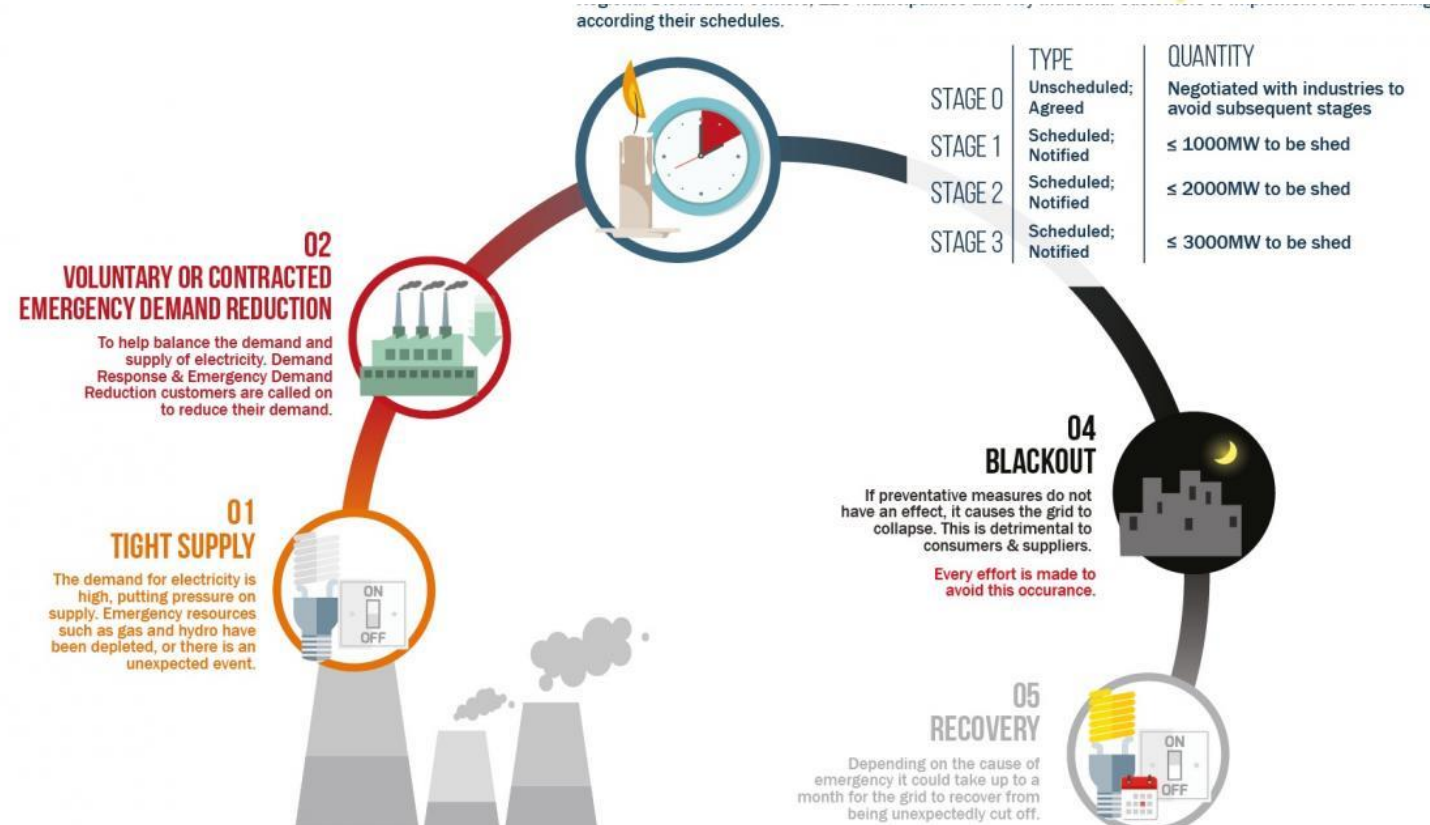 according their schedules.
TYPE
QUANTITY
STAGE 0
Unscheduled;
Agreed
Negotiated with industries to
avoid subsequent stages
STAGE 1
Scheduled;
Notified
≤ 1000MW to be shed
STAGE 2
Scheduled;
Notified
≤ 2000MW to be shed
STAGE 3
Scheduled;
Notified
≤ 3000MW to be shed
02
VOLUNTARY OR CONTRACTED
EMERGENCY DEMAND REDUCTION
To help balance the demand and
supply of electricity. Demand
Response & Emergency Demand
Reduction customers are called on
to reduce their demand.
01
TIGHT SUPPLY
The demand for electricity is
high, putting pressure on
supply. Emergency resources
such as gas and hydro have
been depleted, or there is an
unexpected event.
ON
OFF
04
BLACKOUT
If preventative measures do not
have an effect, it causes the grid to
collapse. This is detrimental to
consumers & suppliers.
Every effort is made to
avoid this occurance.
05
RECOVERY
Depending on the cause of
emergency it could take up to a
month for the grid to recover from
being unexpectedly cut off.
ON
OFF